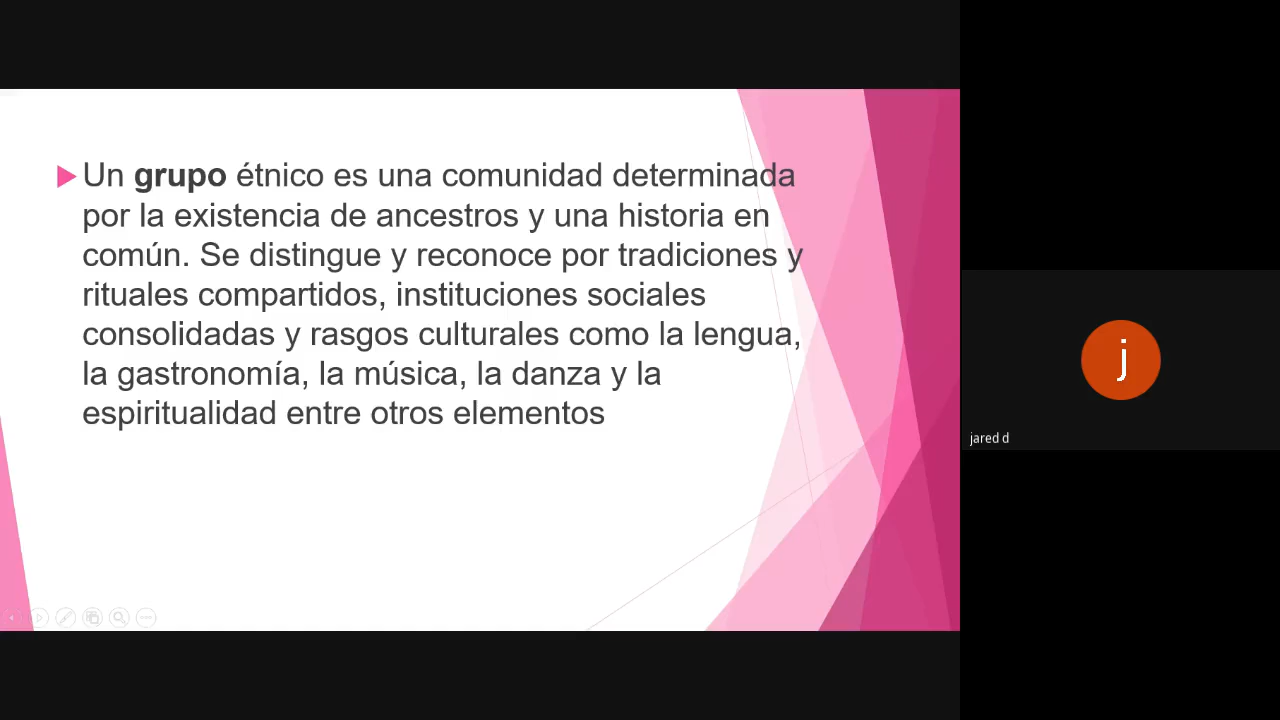 Un grupo étnico es una comunidad determinada
por la existencia de ancestros y una historia en
común. Se distingue y reconoce por tradiciones y
rituales compartidos, instituciones sociales
consolidadas y rasgos culturales como la lengua,
la gastronomía, la música, la danza y la
espiritualidad entre otros elementos
j
jared d